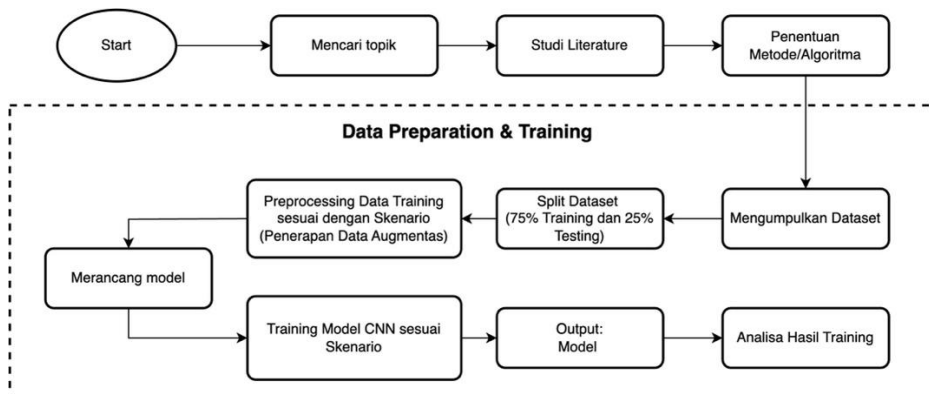 Start
Mencari topik
Studi Literature
Penentuan
Metode/Algoritma
Data Preparation & Training
Mengumpulkan Dataset
Split Dataset
(75% Training dan 25%
Testing)
Preprocessing Data Training
sesuai dengan Skenario
(Penerapan Data Augmentas)
Merancang model
Training Model CNN sesuai
Skenario
Output:
Model
Analisa Hasil Training